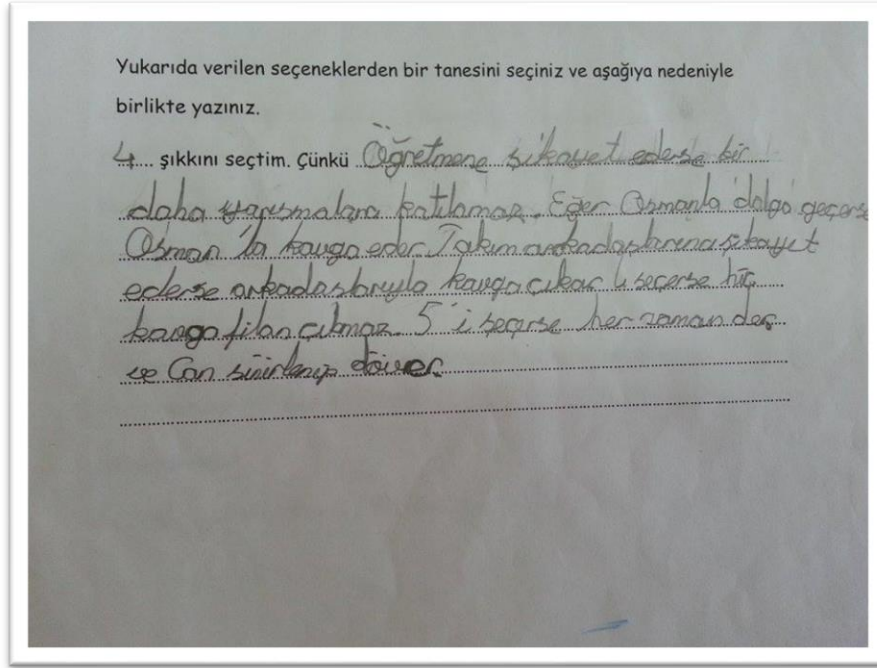 Yukarıda verilen seçeneklerden bir tanesini seçiniz ve aşağıya nedeniyle
birlikte yazınız.
4.... şıkkını seçtim. Çünkü Öğretmene şikayet ederse bir
daha yarışmalara katılamaz. Eğer Osmanla dalga geçerse
Osman'la kavga eder. Takım arkadaşlarına şikayet
ederse arkadaşlarıyla kavga çıkar 4 seçerse hiç
kavga filan çıkmaz. 5'i seçerse her zaman der
ve Can sinirlenip döver.